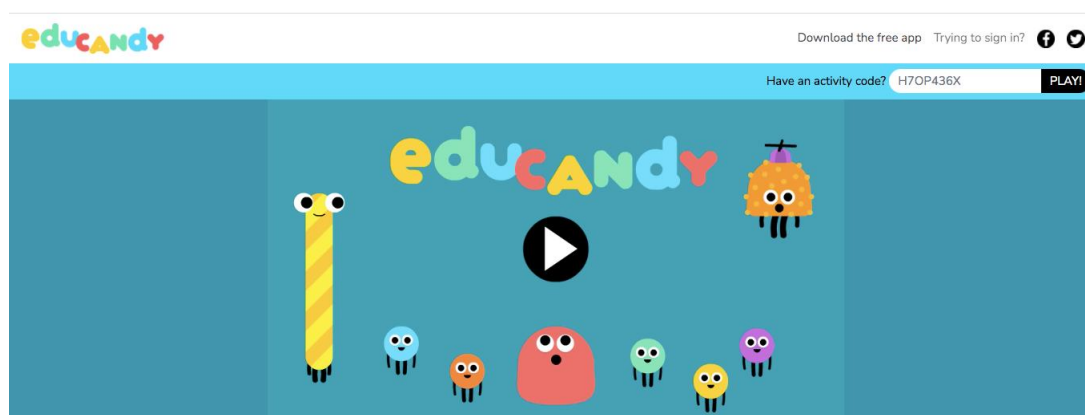 eduCANdY
Download the free app Trying to sign in?
Have an activity code? H7OP436X PLAY!
eduCANdY